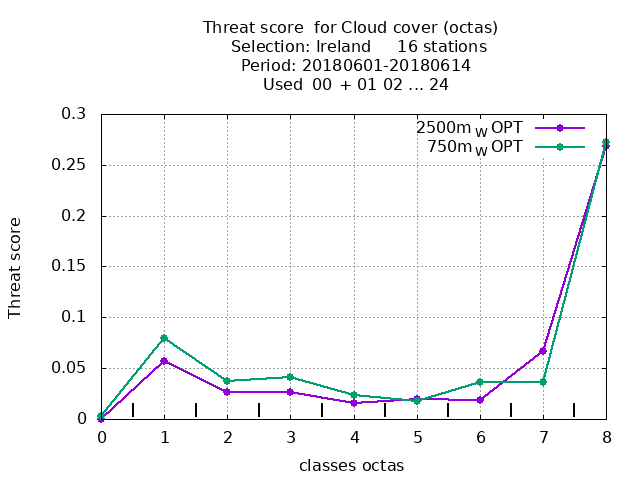 Threat score for Cloud cover (octas)
Selection: Ireland 16 stations
Period: 20180601-20180614
Used 00 + 01 02 ... 24
0.3
2500m W OPT
750m W OPT
0.25
0.2
Threat score
0.15
0.1
0.05
0
0 1 2 3 4 5 6 7 8
classes octas